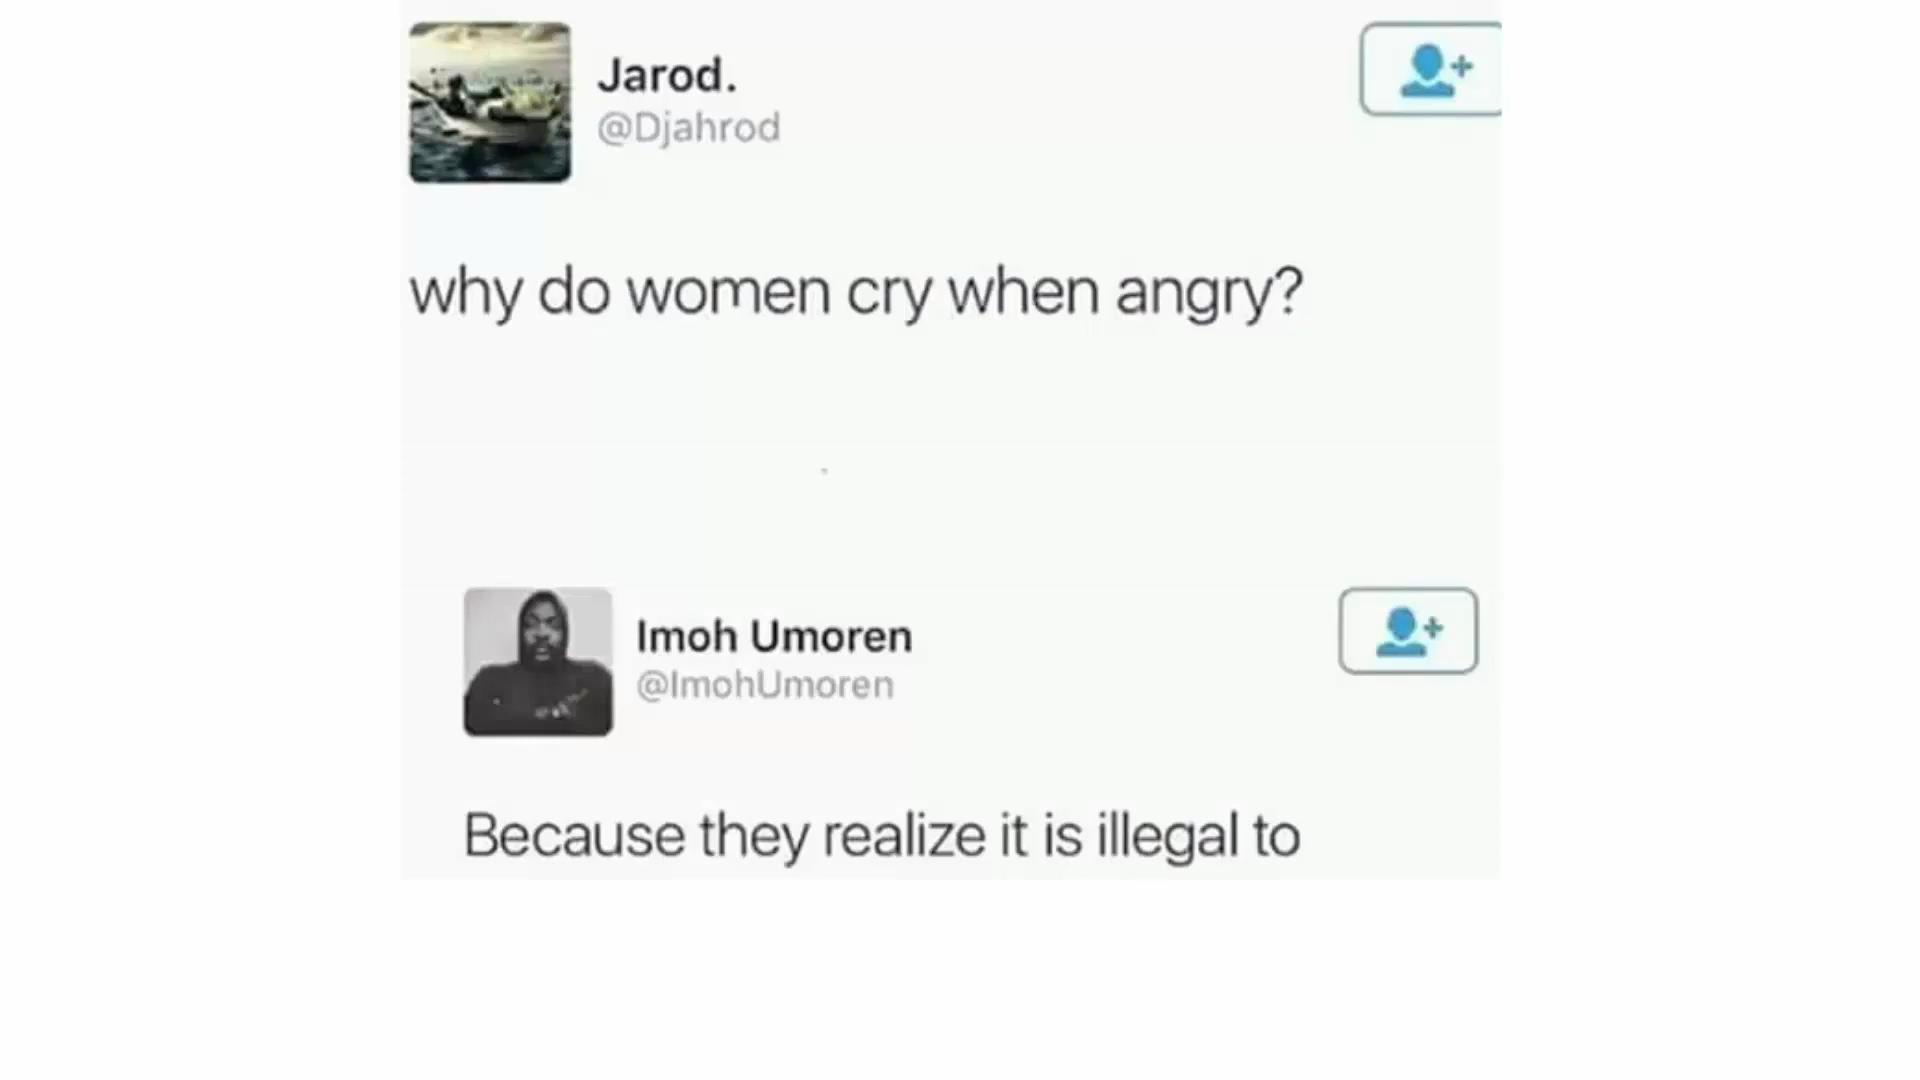 Jarod.
@Djahrod
why do women cry when angry?
Imoh Umoren
@ImohUmoren
Because they realize it is illegal to